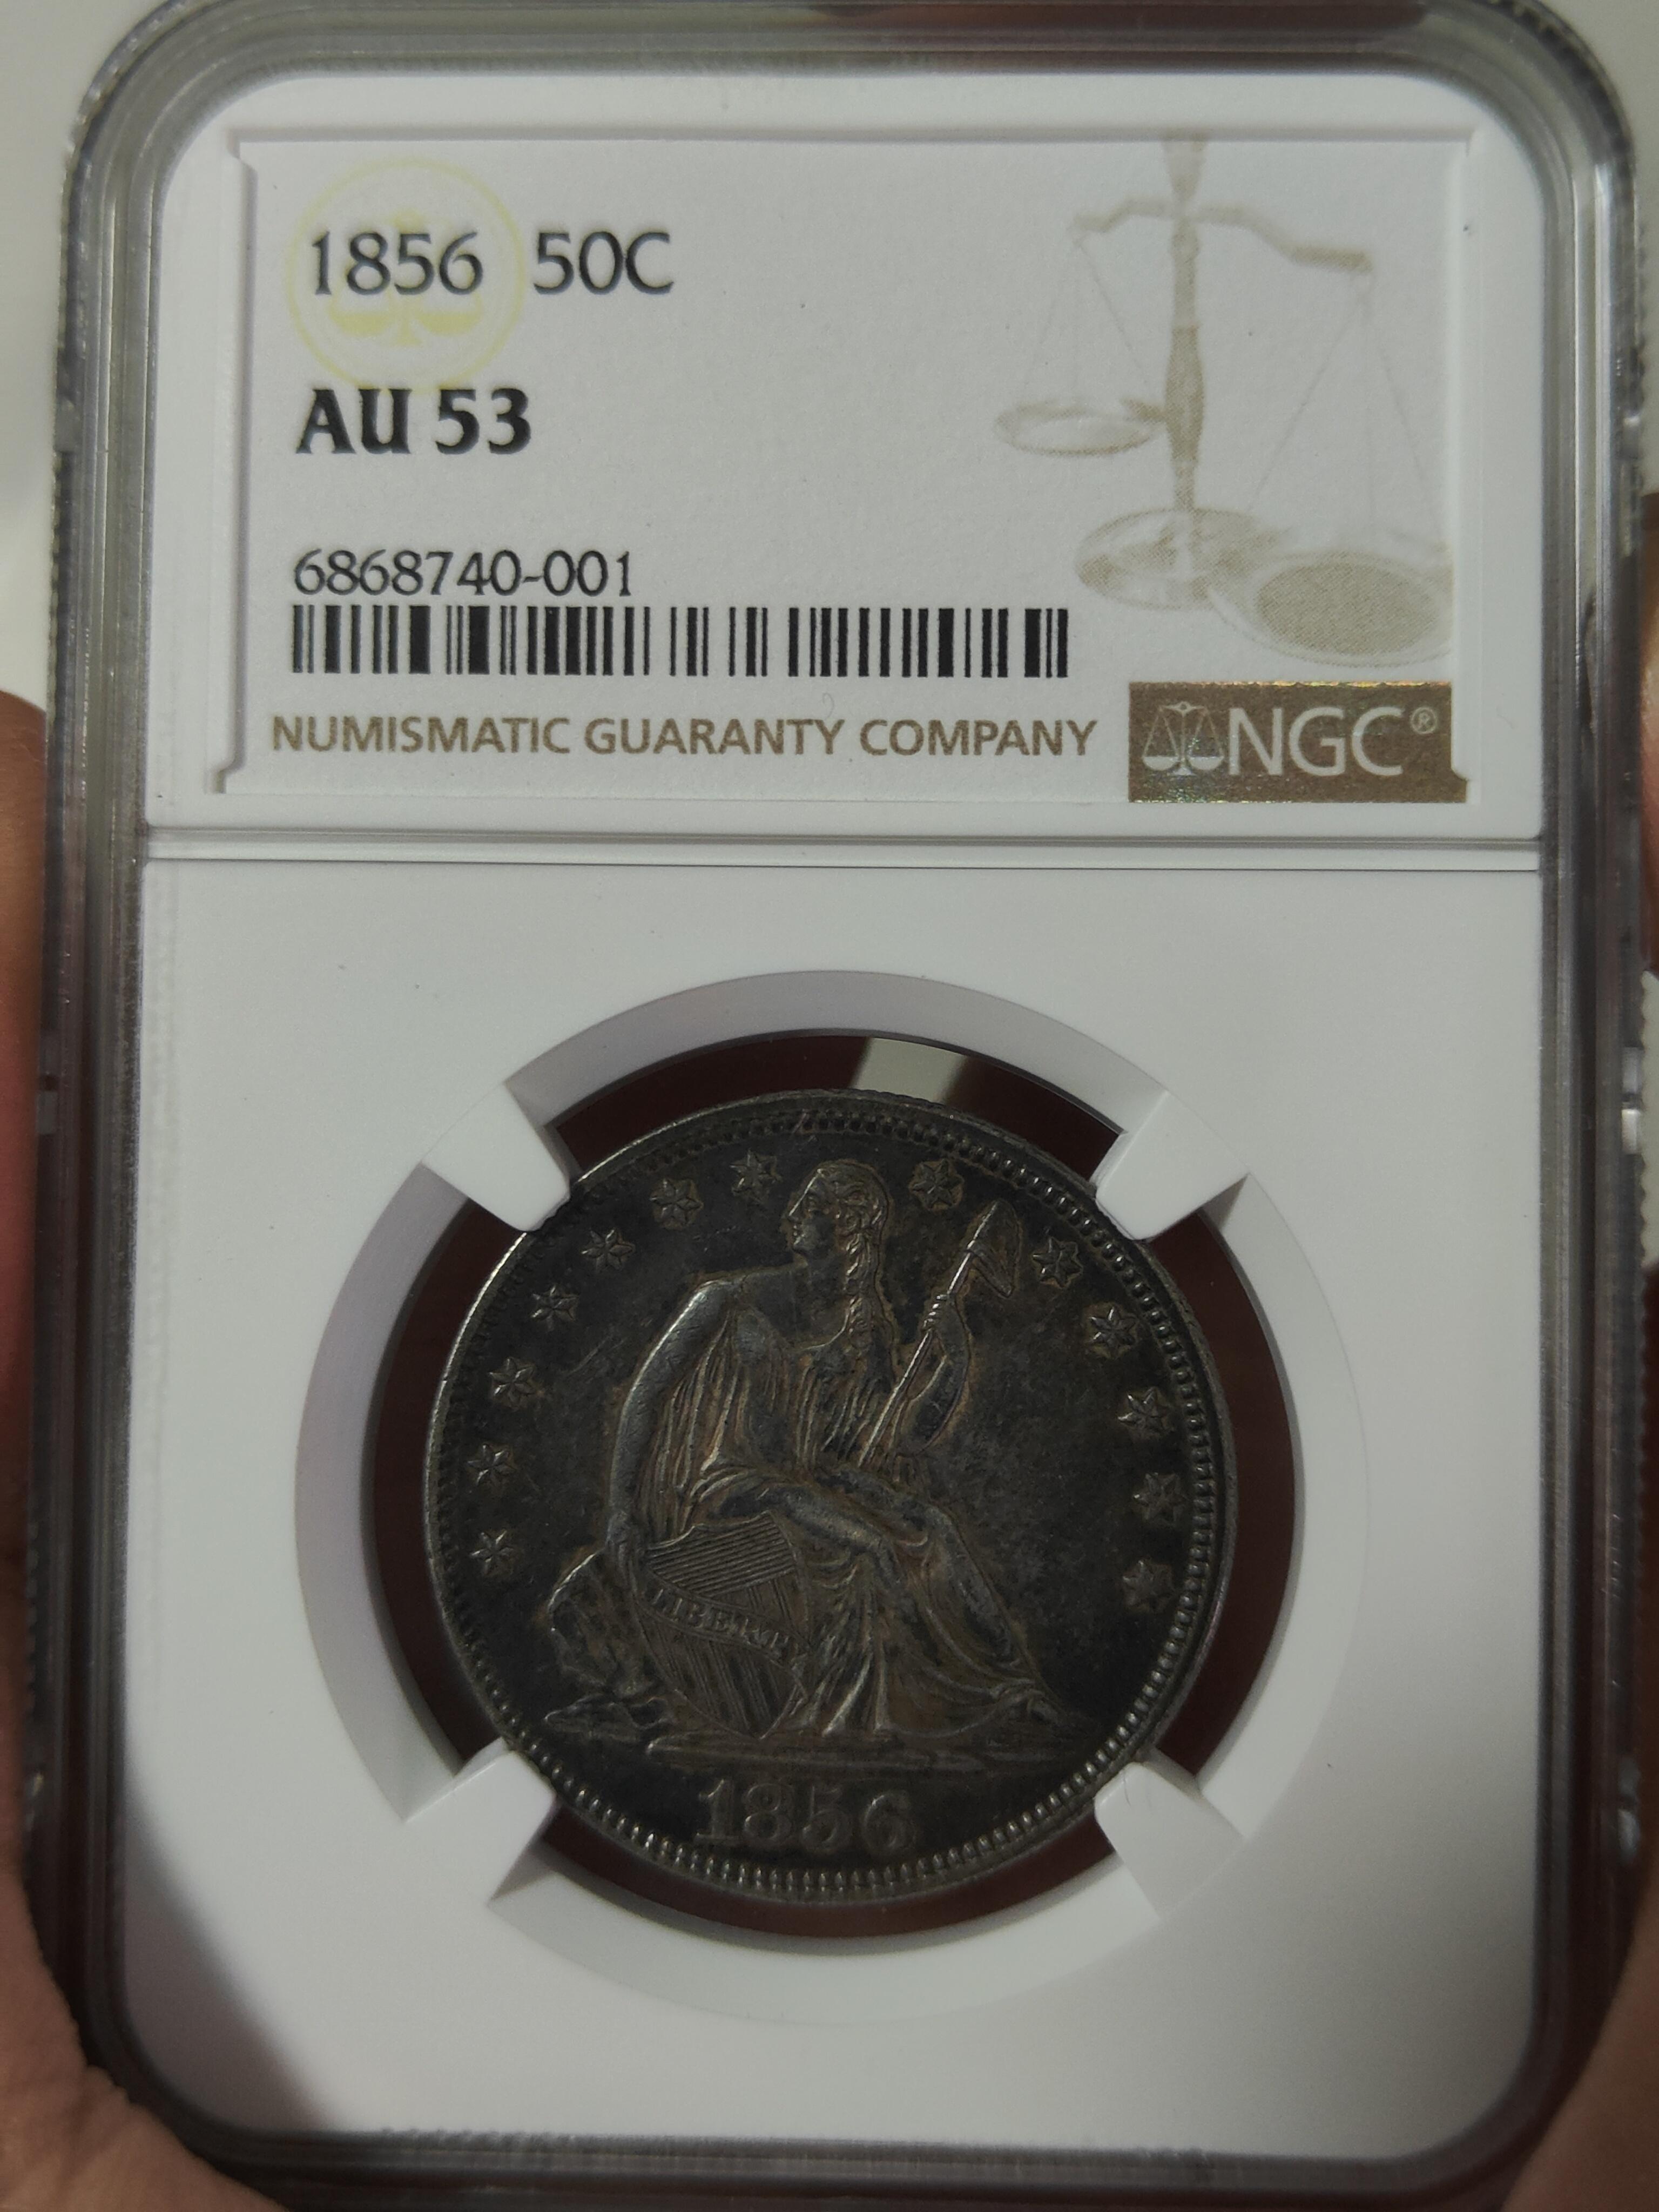 1856 50C
AU 53
6868740-001
NUMISMATIC GUARANTY COMPANY
NGC®
LIBERTY
1856